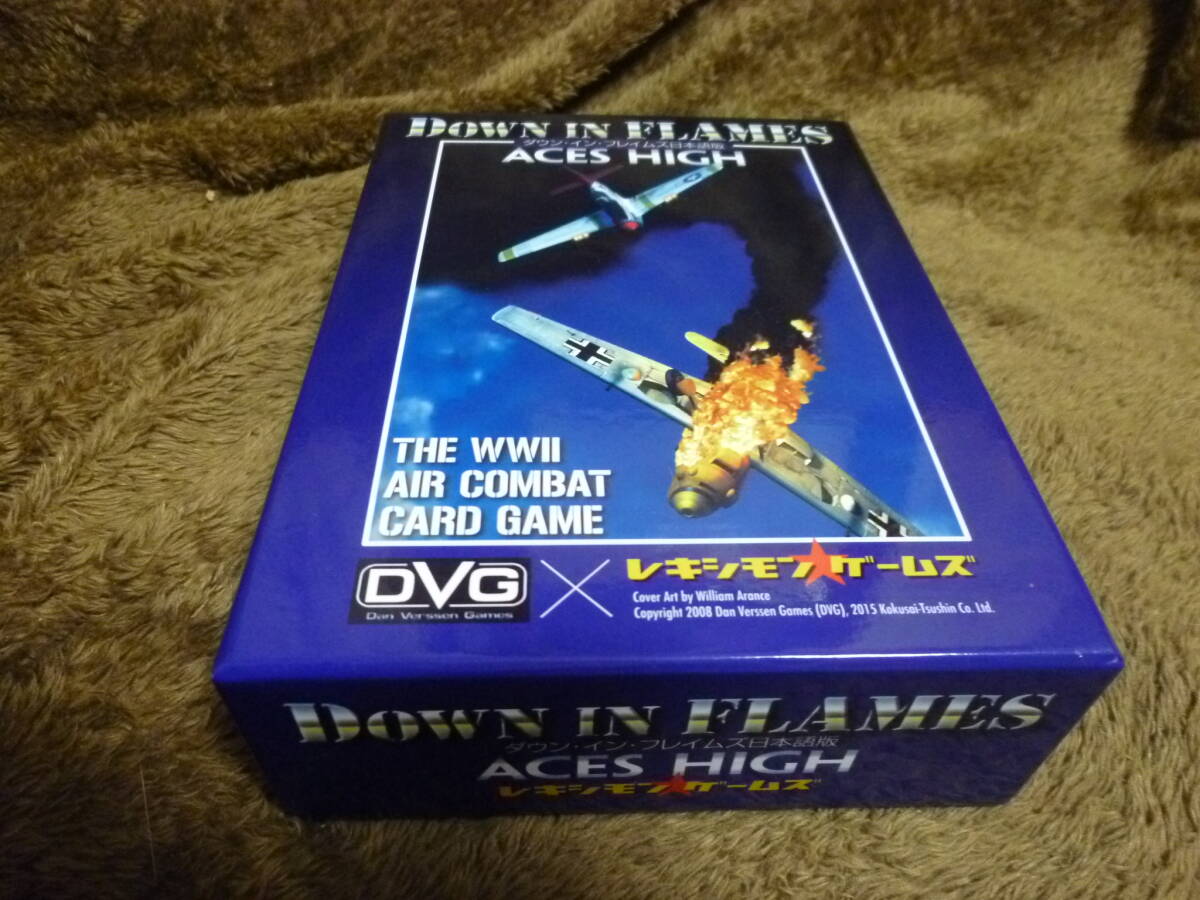 DOWN IN FLAMES
ダウン・イン・フレイムズ日本語版
ACES HIGH
THE WWII
AIR COMBAT
CARD GAME
DVG
Dan Verssen Games
レキシモン★ゲームズ
Cover Art by William Arance
Copyright 2008 Dan Verssen Games (DVG), 2015 Kokusai-Tsushin Co. Ltd.
DOWN IN FLAMES
ダウン・イン・フレイムズ日本語版
ACES HIGH
レキシモン★ゲームズ